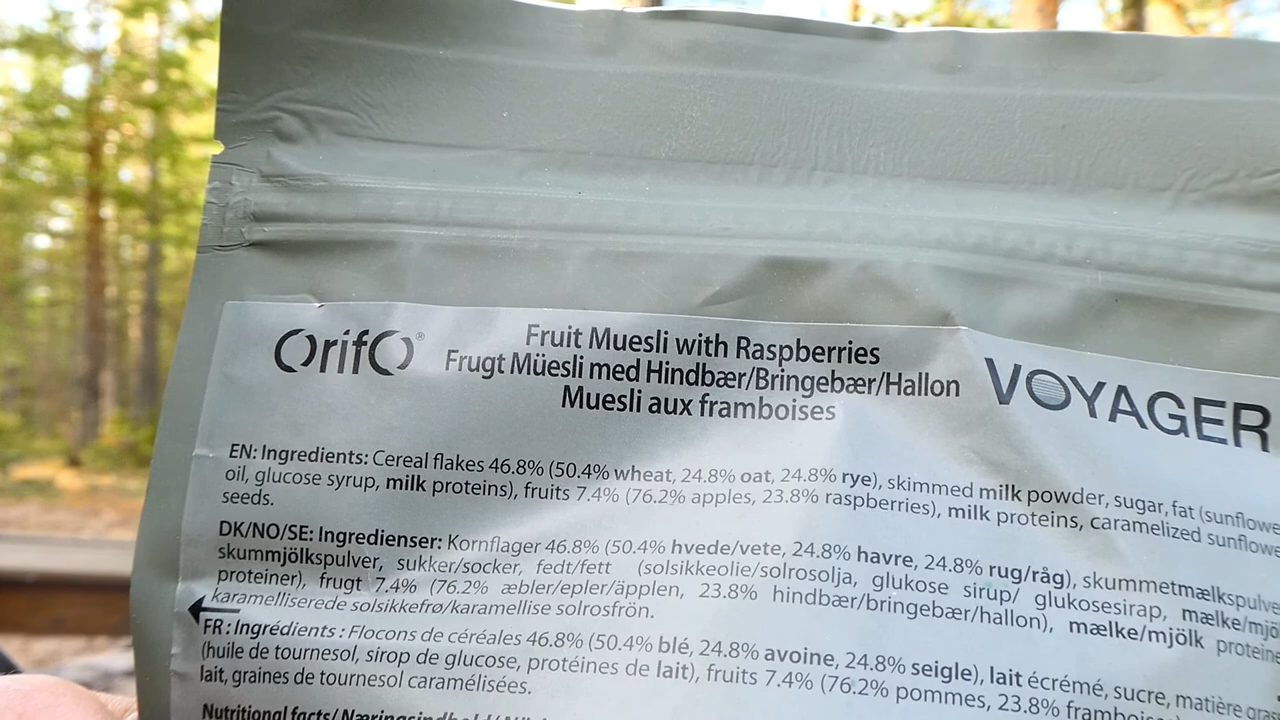 OrifO®
Fruit Muesli with Raspberries
Frugt Müesli med Hindbær/Bringebær/Hallon
Muesli aux framboises
VOYAGER
EN: Ingredients: Cereal flakes 46.8% (50.4% wheat, 24.8% oat, 24.8% rye), skimmed milk powder, sugar, fat (sunflowe
oil, glucose syrup, milk proteins), fruits 7.4% (76.2% apples, 23.8% raspberries), milk proteins, caramelized sunflowe
seeds.
DK/NO/SE: Ingredienser: Kornflager 46.8% (50.4% hvede/vete, 24.8% havre, 24.8% rug/råg), skummetmælkspulve
skummjölkspulver, sukker/socker, fedt/fett (solsikkeolie/solrosolja, glukose sirup/ glukosesirap, mælke/mjö
proteiner), frugt 7.4% (76.2% æbler/epler/äpplen, 23.8% hindbær/bringebær/hallon), mælke/mjölk proteine
karamelliserede solsikkefrø/karamellise solrosfrön.
FR : Ingrédients : Flocons de céréales 46.8% (50.4% blé, 24.8% avoine, 24.8% seigle), lait écrémé, sucre, matière gra
(huile de tournesol, sirop de glucose, protéines de lait), fruits 7.4% (76.2% pommes, 23.8% framboise
lait, graines de tournesol caramélisées.
Nutritional facts/